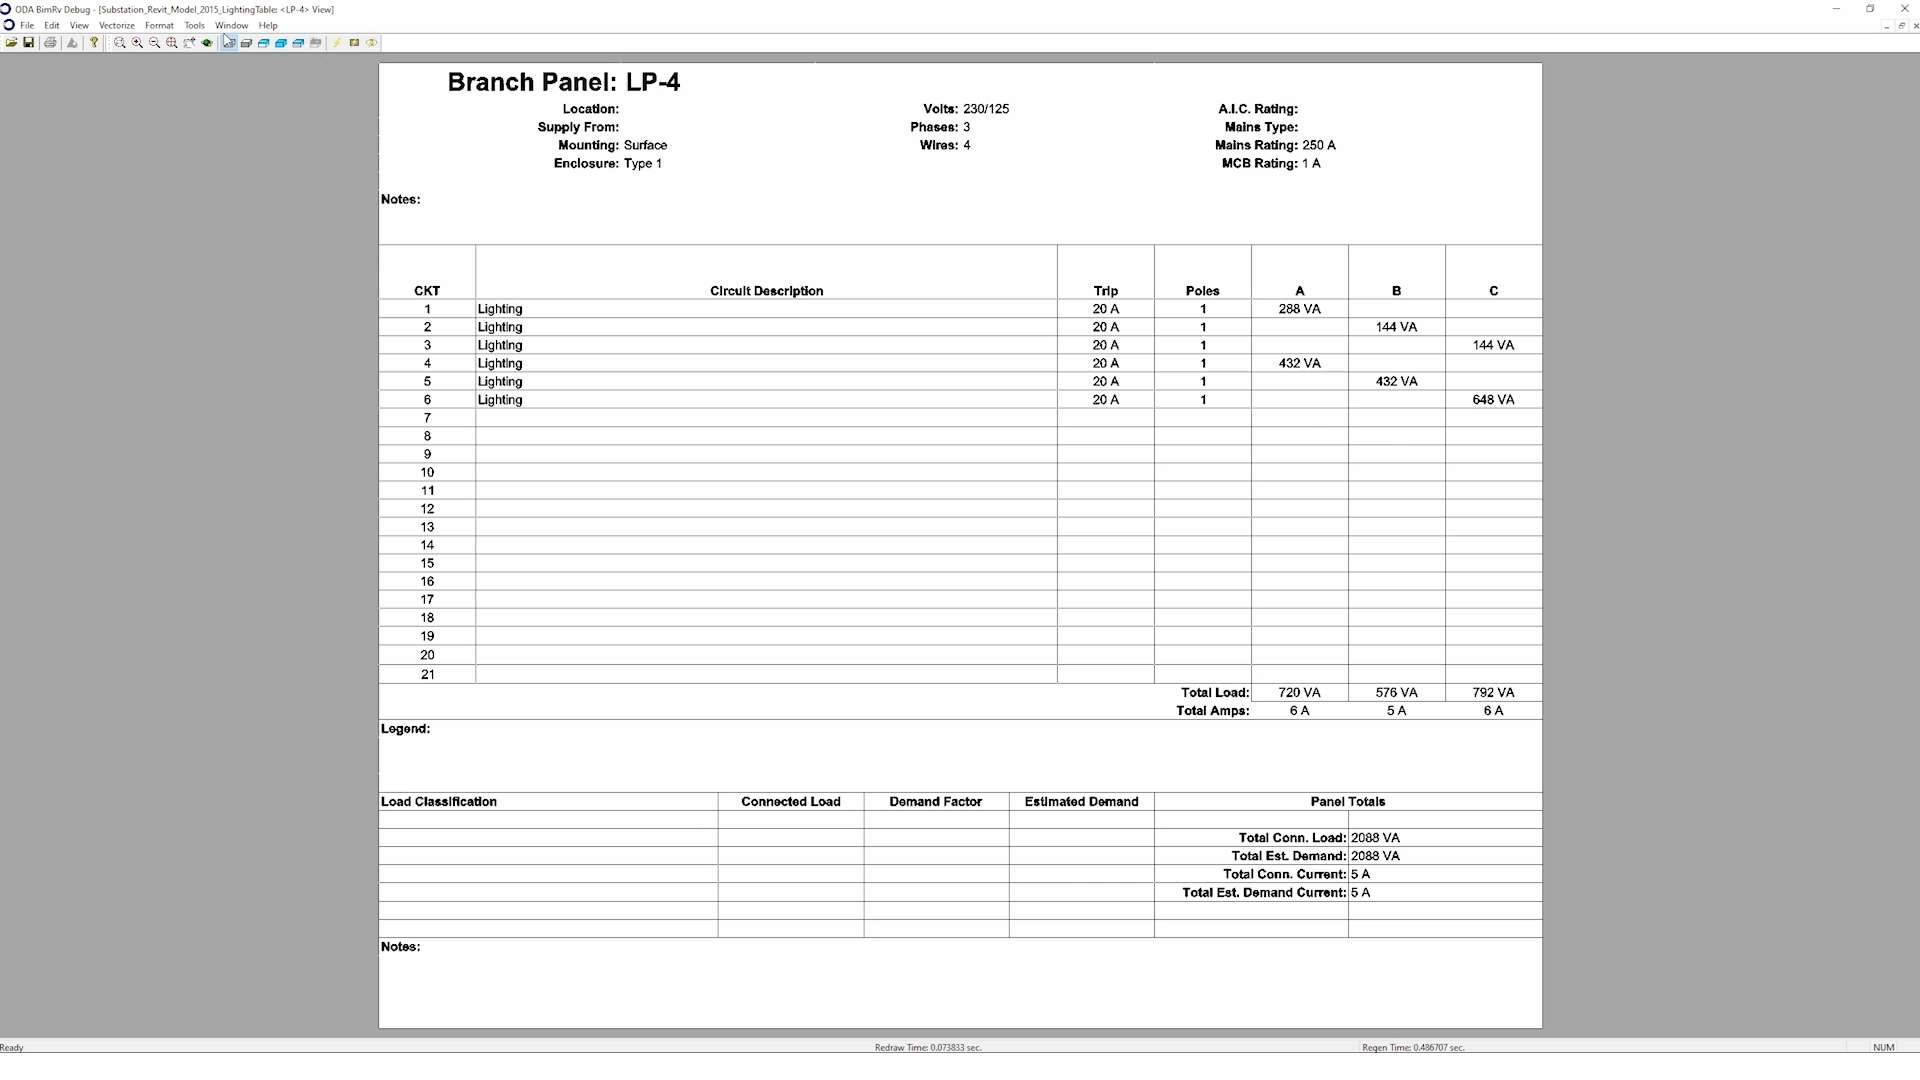 ODA BimRv Debug - [Substation_Revit_Model_2015_LightingTable: <LP-4> View]
File Edit View Vectorize Format Tools Window Help
Branch Panel: LP-4
Location: Volts: 230/125 A.I.C. Rating:
Supply From: Phases: 3 Mains Type:
Mounting: Surface Wires: 4 Mains Rating: 250 A
Enclosure: Type 1 MCB Rating: 1 A
Notes:
CKT Circuit Description Trip Poles A B C
1 Lighting 20 A 1 288 VA
2 Lighting 20 A 1 144 VA
3 Lighting 20 A 1 144 VA
4 Lighting 20 A 1 432 VA
5 Lighting 20 A 1 432 VA
6 Lighting 20 A 1 648 VA
7
8
9
10
11
12
13
14
15
16
17
18
19
20
21
Total Load: 720 VA 576 VA 792 VA
Total Amps: 6 A 5 A 6 A
Legend:
Load Classification Connected Load Demand Factor Estimated Demand Panel Totals
Total Conn. Load: 2088 VA
Total Est. Demand: 2088 VA
Total Conn. Current: 5 A
Total Est. Demand Current: 5 A
Notes:
Ready Redraw Time: 0.073833 sec. Regen Time: 0.486707 sec. NUM